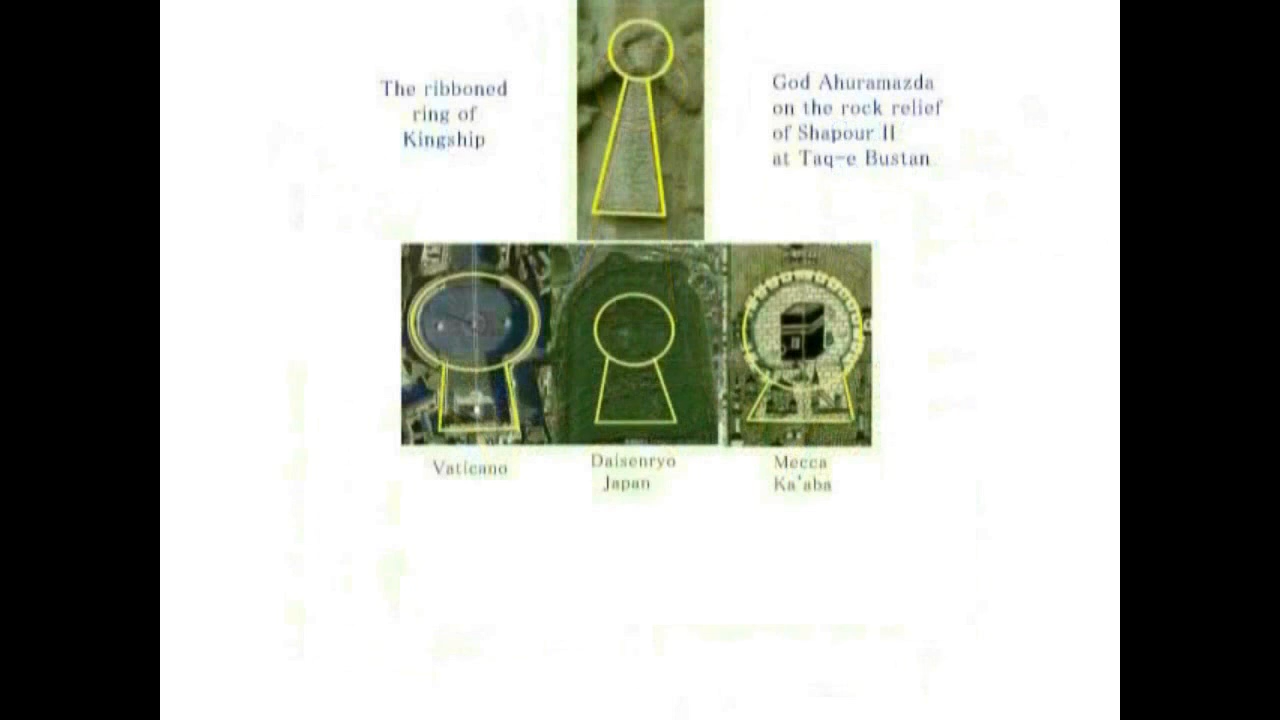 The ribboned
ring of
Kingship
God Ahuramazda
on the rock relief
of Shapour II
at Taq-e Bustan
Vaticano
Daisenryo
Japan
Mecca
Ka'aba